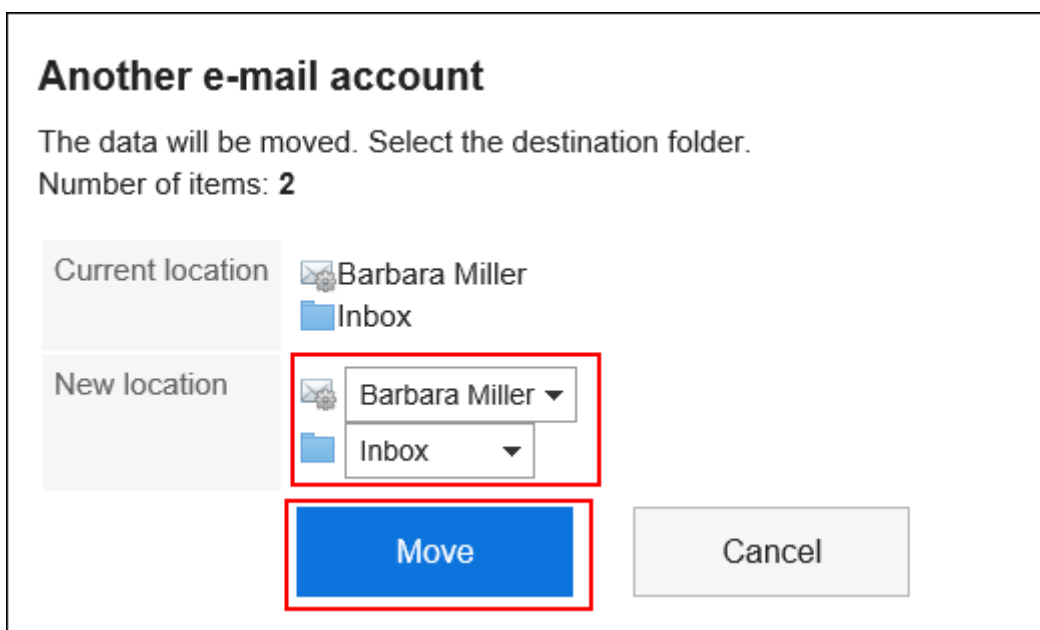 Another e-mail account
The data will be moved. Select the destination folder.
Number of items: 2
Current location
Barbara Miller
Inbox
New location
Barbara Miller
Inbox
Move Cancel